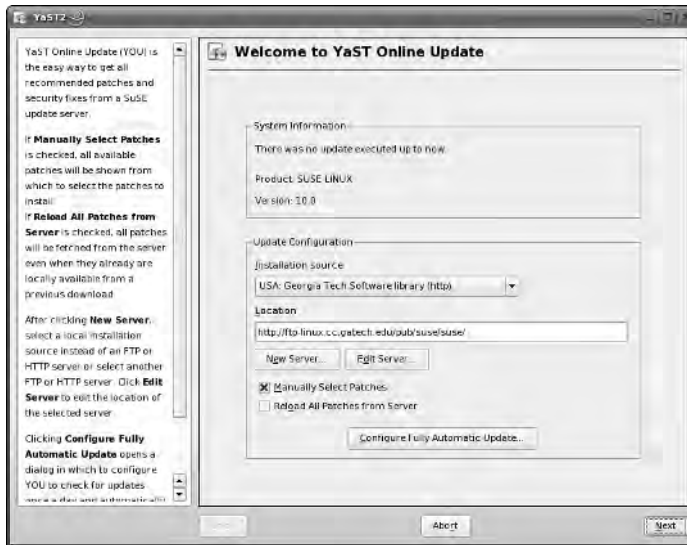 YaST2
YaST Online Update (YOU) is
the easy way to get all
recommended patches and
security fixes from a SuSE
update server.
If Manually Select Patches
is checked, all available
patches will be shown from
which to select the patches to
install.
If Reload All Patches from
Server is checked, all patches
will be fetched from the server
even when they already are
locally available from a
previous download.
After clicking New Server,
select a local installation
source instead of an FTP or
HTTP server or select another
FTP or HTTP server. Click Edit
Server to edit the location of
the selected server.
Clicking Configure Fully
Automatic Update opens a
dialog in which to configure
YOU to check for updates
once a day and automatically
Welcome to YaST Online Update
System Information
There was no update executed up to now.
Product: SUSE LINUX
Version: 10.0
Update Configuration
Installation source
USA: Georgia Tech Software library (http)
Location
http://ftp-linux.cc.gatech.edu/pub/suse/suse/
New Server...
Edit Server...
Manually Select Patches
Reload All Patches from Server
Configure Fully Automatic Update...
Abort
Next